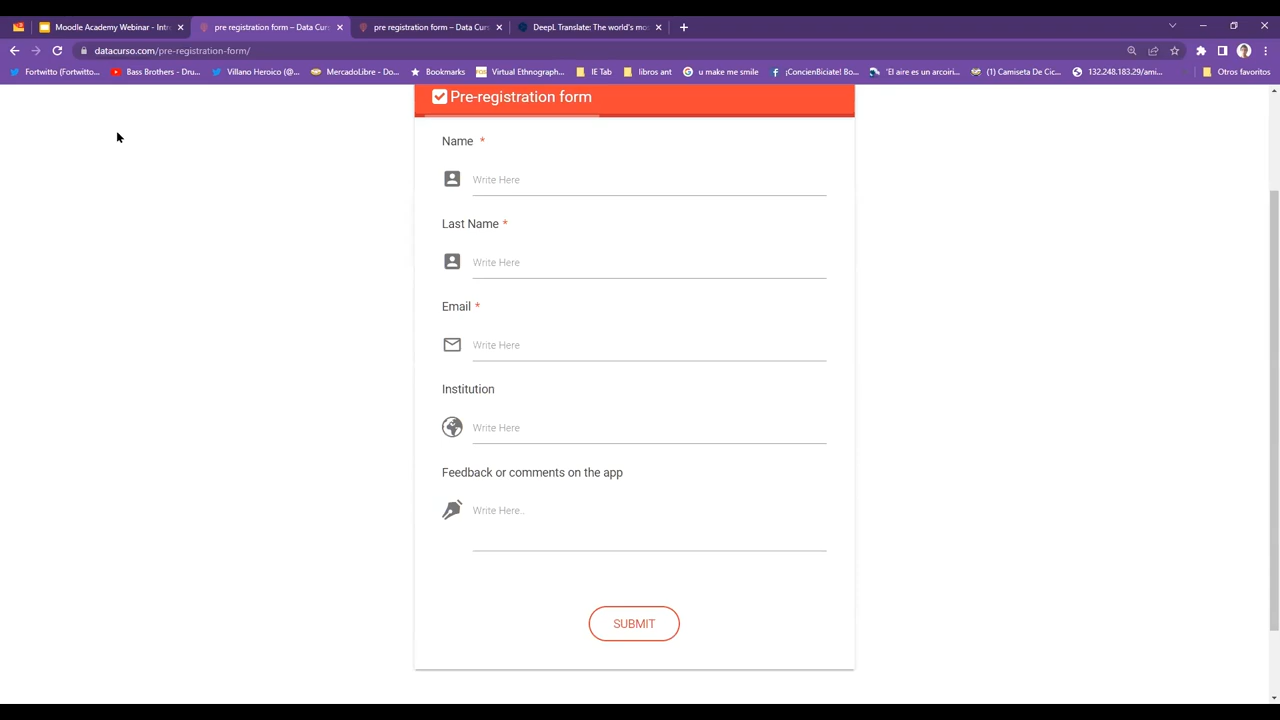 Moodle Academy Webinar - Intr
pre registration form – Data Curs
pre registration form – Data Curs
DeepL Translate: The world's mos
datacurso.com/pre-registration-form/
Fortwitto (Fortwitto...
Bass Brothers - Dru...
Villano Heroico (@...
MercadoLibre - Do...
Bookmarks
Virtual Ethnograph...
IE Tab
libros ant
u make me smile
¡ConcienBiciate! Bo...
'El aire es un arcoiri...
(1) Camiseta De Cic...
132.248.183.29/ami...
Otros favoritos
Pre-registration form
Name *
Write Here
Last Name *
Write Here
Email *
Write Here
Institution
Write Here
Feedback or comments on the app
Write Here..
SUBMIT